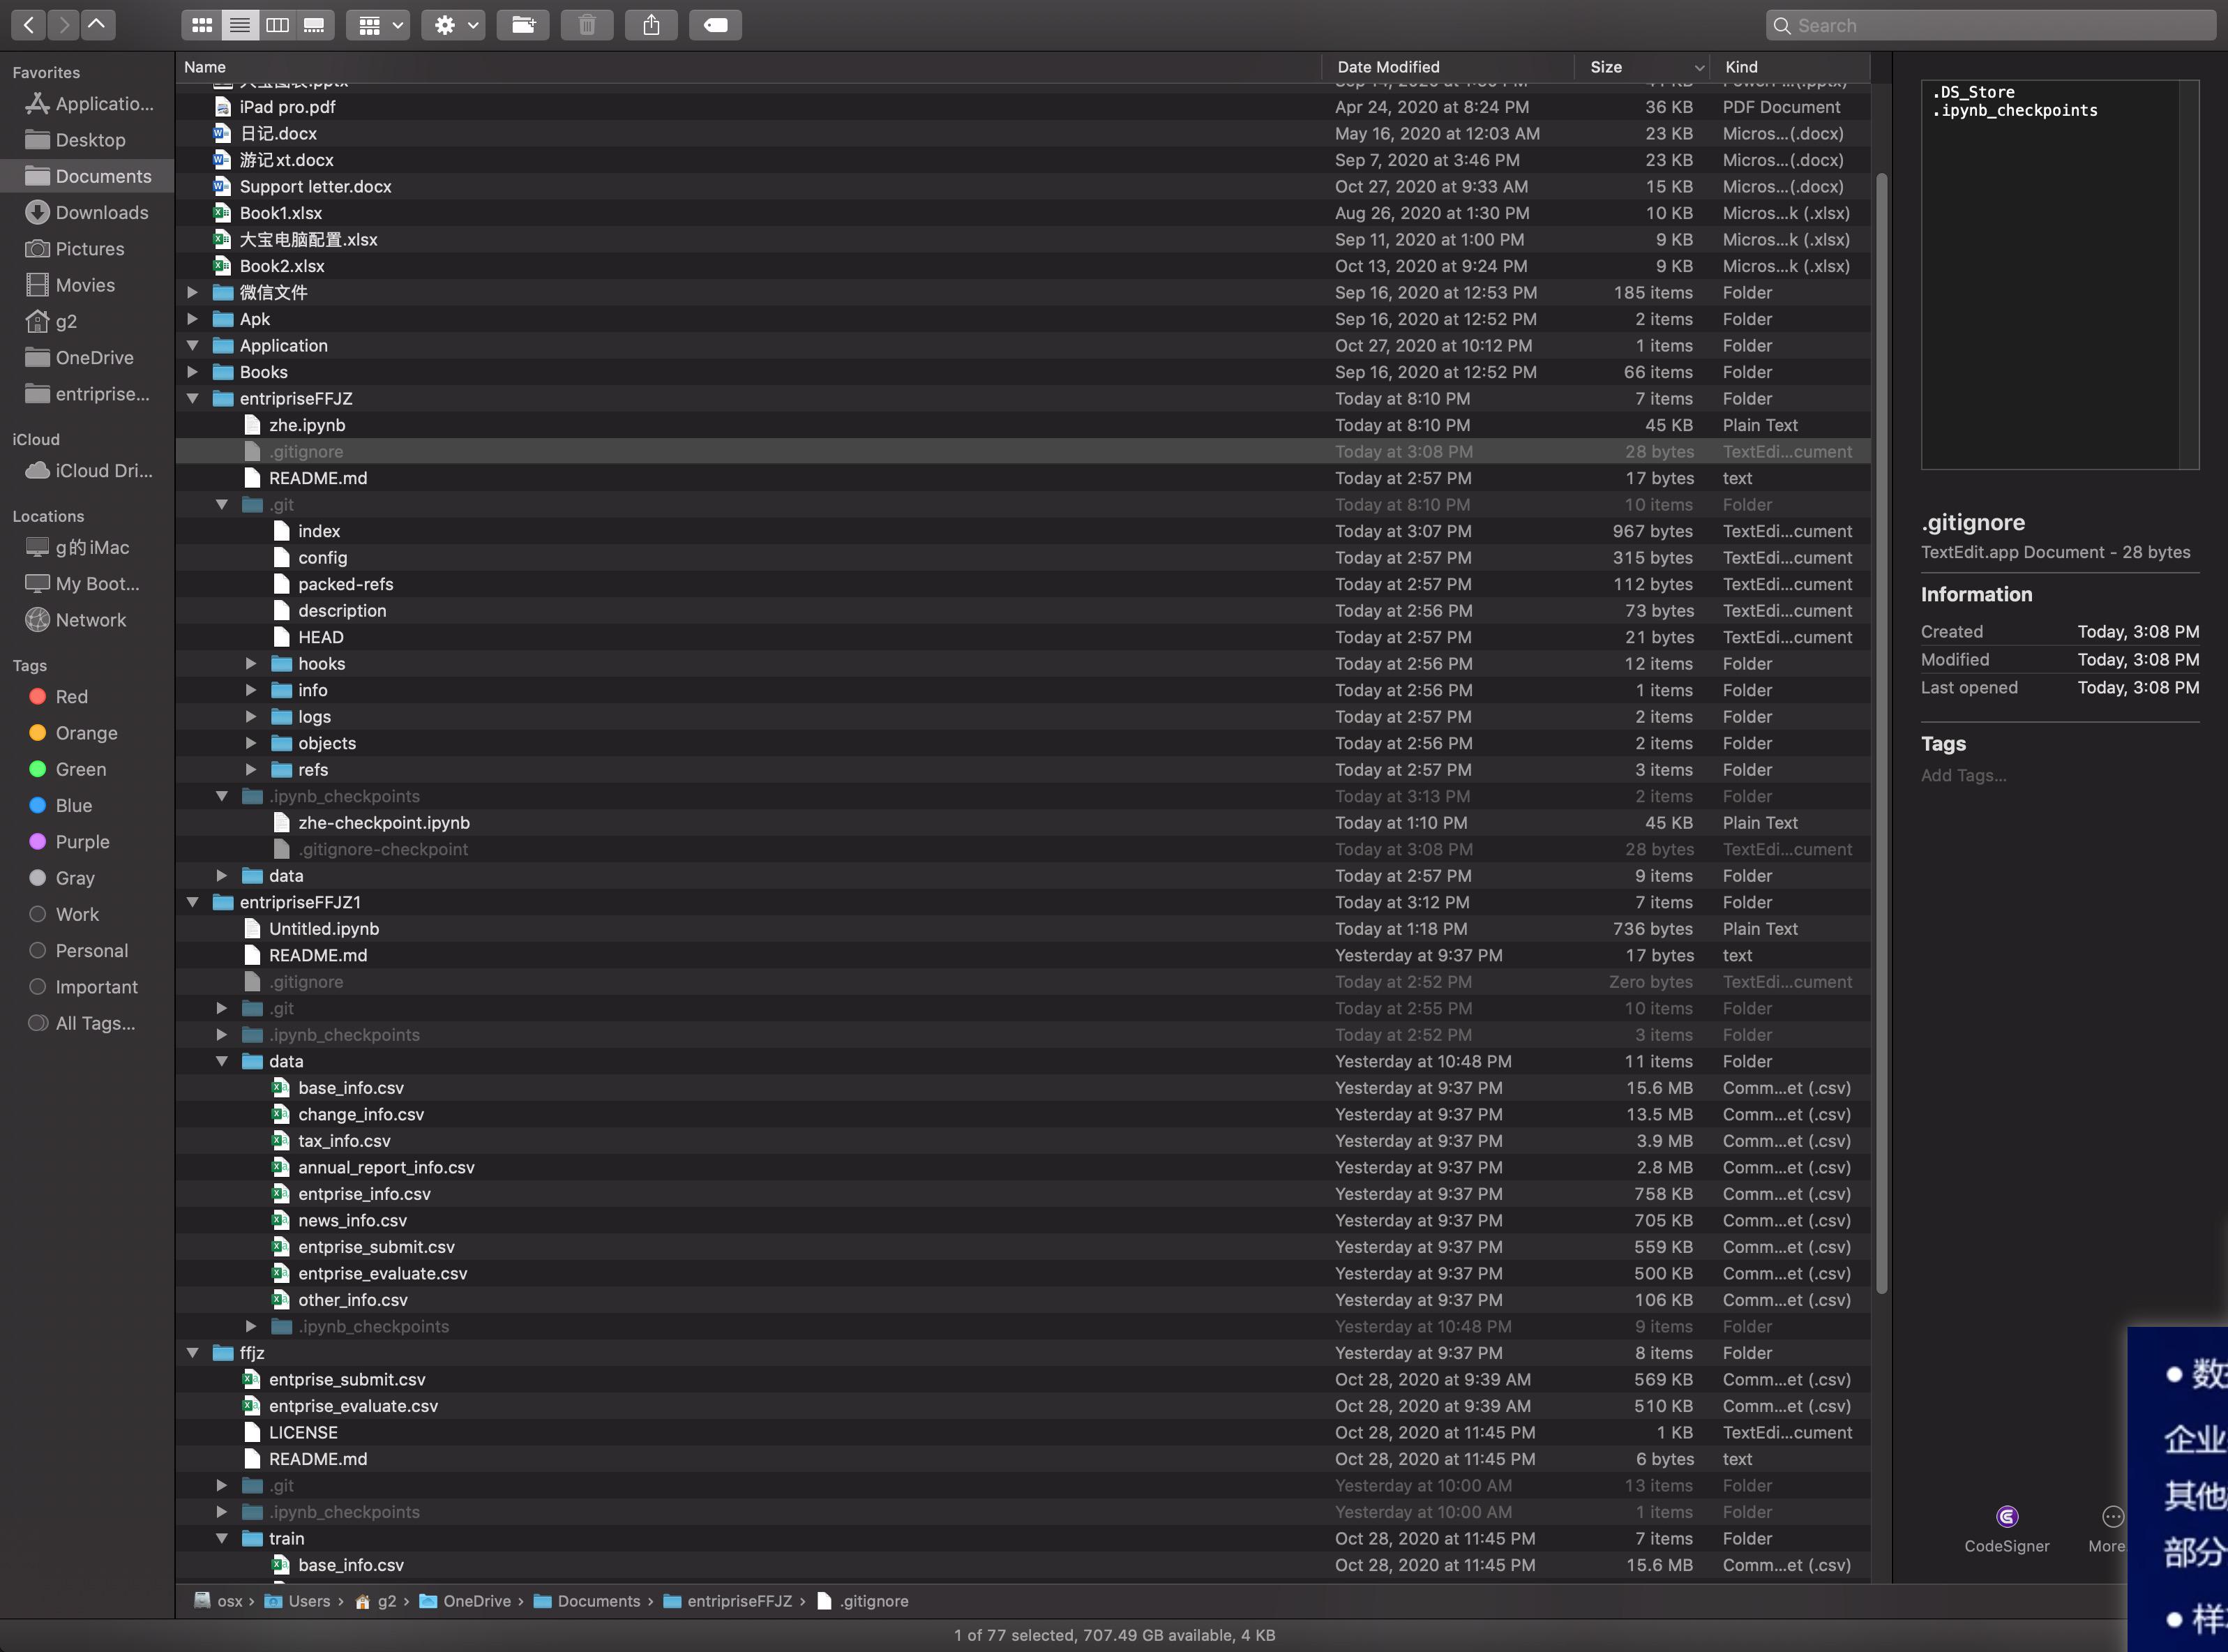 Search
Favorites
Applicatio...
Desktop
Documents
Downloads
Pictures
Movies
g2
OneDrive
entriprise...
iCloud
iCloud Dri...
Locations
g的iMac
My Boot...
Network
Tags
Red
Orange
Green
Blue
Purple
Gray
Work
Personal
Important
All Tags...
Name Date Modified Size Kind
iPad pro.pdf Apr 24, 2020 at 8:24 PM 36 KB PDF Document
日记.docx May 16, 2020 at 12:03 AM 23 KB Micros...(.docx)
游记xt.docx Sep 7, 2020 at 3:46 PM 23 KB Micros...(.docx)
Support letter.docx Oct 27, 2020 at 9:33 AM 15 KB Micros...(.docx)
Book1.xlsx Aug 26, 2020 at 1:30 PM 10 KB Micros...k (.xlsx)
大宝电脑配置.xlsx Sep 11, 2020 at 1:00 PM 9 KB Micros...k (.xlsx)
Book2.xlsx Oct 13, 2020 at 9:24 PM 9 KB Micros...k (.xlsx)
微信文件 Sep 16, 2020 at 12:53 PM 185 items Folder
Apk Sep 16, 2020 at 12:52 PM 2 items Folder
Application Oct 27, 2020 at 10:12 PM 1 items Folder
Books Sep 16, 2020 at 12:52 PM 66 items Folder
entripriseFFJZ Today at 8:10 PM 7 items Folder
zhe.ipynb Today at 8:10 PM 45 KB Plain Text
.gitignore Today at 3:08 PM 28 bytes TextEdi...cument
README.md Today at 2:57 PM 17 bytes text
.git Today at 8:10 PM 10 items Folder
index Today at 3:07 PM 967 bytes TextEdi...cument
config Today at 2:57 PM 315 bytes TextEdi...cument
packed-refs Today at 2:57 PM 112 bytes TextEdi...cument
description Today at 2:56 PM 73 bytes TextEdi...cument
HEAD Today at 2:57 PM 21 bytes TextEdi...cument
hooks Today at 2:56 PM 12 items Folder
info Today at 2:56 PM 1 items Folder
logs Today at 2:57 PM 2 items Folder
objects Today at 2:56 PM 2 items Folder
refs Today at 2:57 PM 3 items Folder
.ipynb_checkpoints Today at 3:13 PM 2 items Folder
zhe-checkpoint.ipynb Today at 1:10 PM 45 KB Plain Text
.gitignore-checkpoint Today at 3:08 PM 28 bytes TextEdi...cument
data Today at 2:57 PM 9 items Folder
entripriseFFJZ1 Today at 3:12 PM 7 items Folder
Untitled.ipynb Today at 1:18 PM 736 bytes Plain Text
README.md Yesterday at 9:37 PM 17 bytes text
.gitignore Today at 2:52 PM Zero bytes TextEdi...cument
.git Today at 2:55 PM 10 items Folder
.ipynb_checkpoints Today at 2:52 PM 3 items Folder
data Yesterday at 10:48 PM 11 items Folder
base_info.csv Yesterday at 9:37 PM 15.6 MB Comm...et (.csv)
change_info.csv Yesterday at 9:37 PM 13.5 MB Comm...et (.csv)
tax_info.csv Yesterday at 9:37 PM 3.9 MB Comm...et (.csv)
annual_report_info.csv Yesterday at 9:37 PM 2.8 MB Comm...et (.csv)
entprise_info.csv Yesterday at 9:37 PM 758 KB Comm...et (.csv)
news_info.csv Yesterday at 9:37 PM 705 KB Comm...et (.csv)
entprise_submit.csv Yesterday at 9:37 PM 559 KB Comm...et (.csv)
entprise_evaluate.csv Yesterday at 9:37 PM 500 KB Comm...et (.csv)
other_info.csv Yesterday at 9:37 PM 106 KB Comm...et (.csv)
.ipynb_checkpoints Yesterday at 10:48 PM 9 items Folder
ffjz Yesterday at 9:37 PM 8 items Folder
entprise_submit.csv Oct 28, 2020 at 9:39 AM 569 KB Comm...et (.csv)
entprise_evaluate.csv Oct 28, 2020 at 9:39 AM 510 KB Comm...et (.csv)
LICENSE Oct 28, 2020 at 11:45 PM 1 KB TextEdi...cument
README.md Oct 28, 2020 at 11:45 PM 6 bytes text
.git Yesterday at 10:00 AM 13 items Folder
.ipynb_checkpoints Yesterday at 10:00 AM 1 items Folder
train Oct 28, 2020 at 11:45 PM 7 items Folder
base_info.csv Oct 28, 2020 at 11:45 PM 15.6 MB Comm...et (.csv)
osx › Users › g2 › OneDrive › Documents › entripriseFFJZ › .gitignore
1 of 77 selected, 707.49 GB available, 4 KB
.DS_Store
.ipynb_checkpoints
.gitignore
TextEdit.app Document - 28 bytes
Information
Created Today, 3:08 PM
Modified Today, 3:08 PM
Last opened Today, 3:08 PM
Tags
Add Tags...
CodeSigner More
• 数
企业
其他
部分
• 样